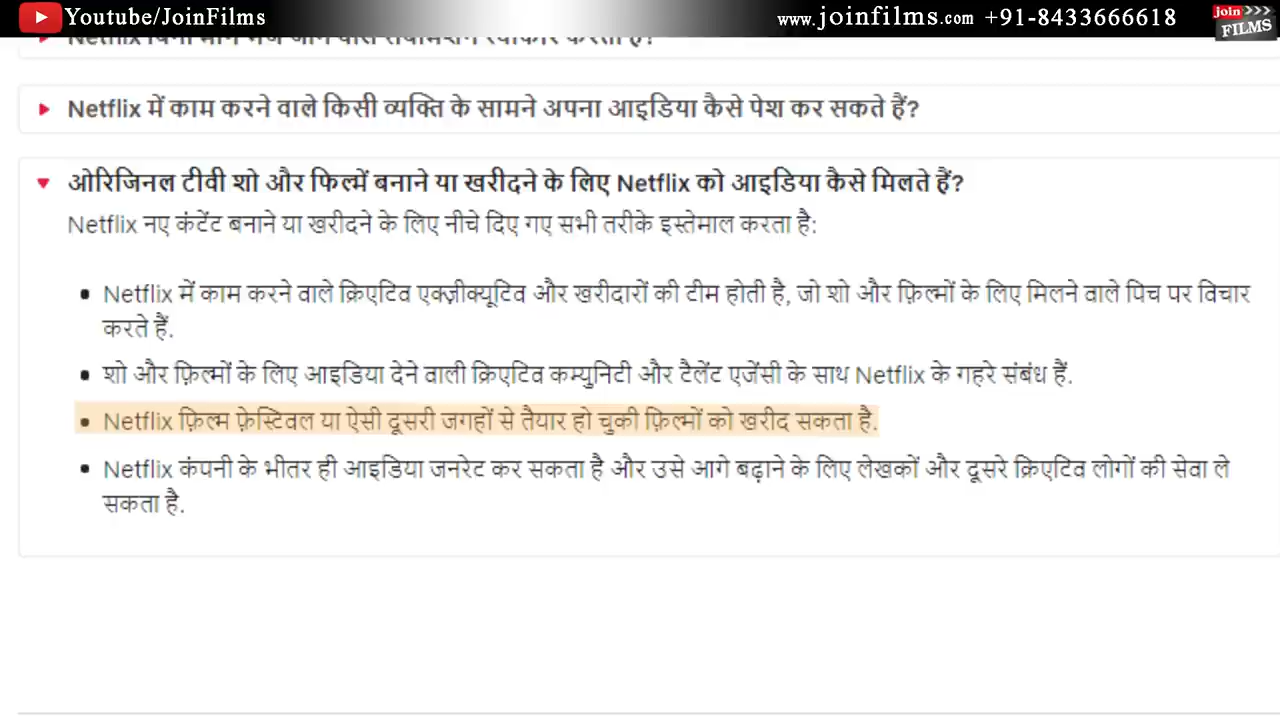 Youtube/JoinFilms
www.joinfilms.com +91-8433666618
join
FILMS
Netflix बिना मांगे भेजे जाने वाले सबमिशन स्वीकार करता है?
Netflix में काम करने वाले किसी व्यक्ति के सामने अपना आइडिया कैसे पेश कर सकते हैं?
ओरिजिनल टीवी शो और फिल्में बनाने या खरीदने के लिए Netflix को आइडिया कैसे मिलते हैं?
Netflix नए कंटेंट बनाने या खरीदने के लिए नीचे दिए गए सभी तरीके इस्तेमाल करता है:
Netflix में काम करने वाले क्रिएटिव एक्ज़ीक्यूटिव और खरीदारों की टीम होती है, जो शो और फ़िल्मों के लिए मिलने वाले पिच पर विचार
करते हैं.
शो और फ़िल्मों के लिए आइडिया देने वाली क्रिएटिव कम्युनिटी और टैलेंट एजेंसी के साथ Netflix के गहरे संबंध हैं.
Netflix फ़िल्म फ़ेस्टिवल या ऐसी दूसरी जगहों से तैयार हो चुकी फ़िल्मों को खरीद सकता है.
Netflix कंपनी के भीतर ही आइडिया जनरेट कर सकता है और उसे आगे बढ़ाने के लिए लेखकों और दूसरे क्रिएटिव लोगों की सेवा ले
सकता है.